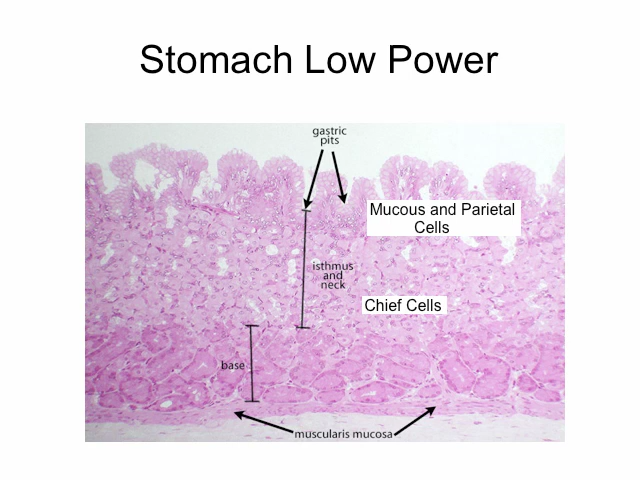 Stomach Low Power
gastric
pits
Mucous and Parietal
Cells
isthmus
and
neck
Chief Cells
base
muscularis mucosa